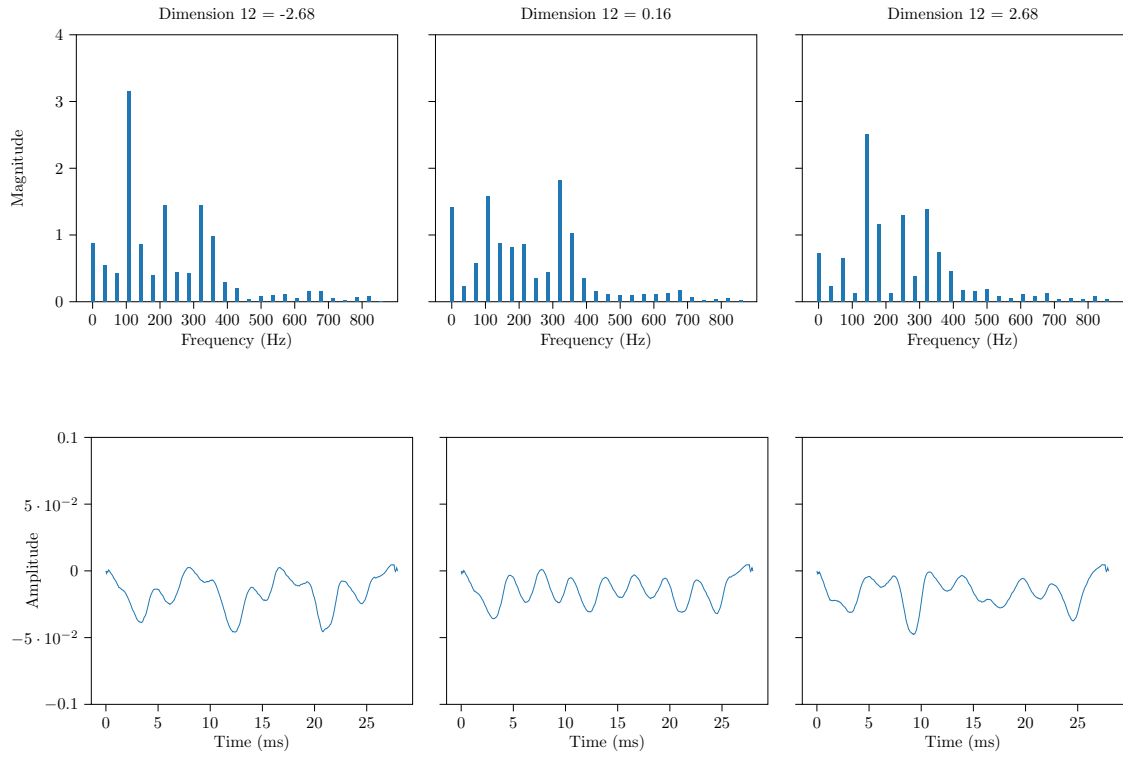 Dimension 12 = -2.68
Dimension 12 = 0.16
Dimension 12 = 2.68
4
3
2
1
0
Magnitude
0 100 200 300 400 500 600 700 800
0 100 200 300 400 500 600 700 800
0 100 200 300 400 500 600 700 800
Frequency (Hz)
Frequency (Hz)
Frequency (Hz)
0.1
5 · 10⁻²
0
−5 · 10⁻²
−0.1
Amplitude
0 5 10 15 20 25
0 5 10 15 20 25
0 5 10 15 20 25
Time (ms)
Time (ms)
Time (ms)